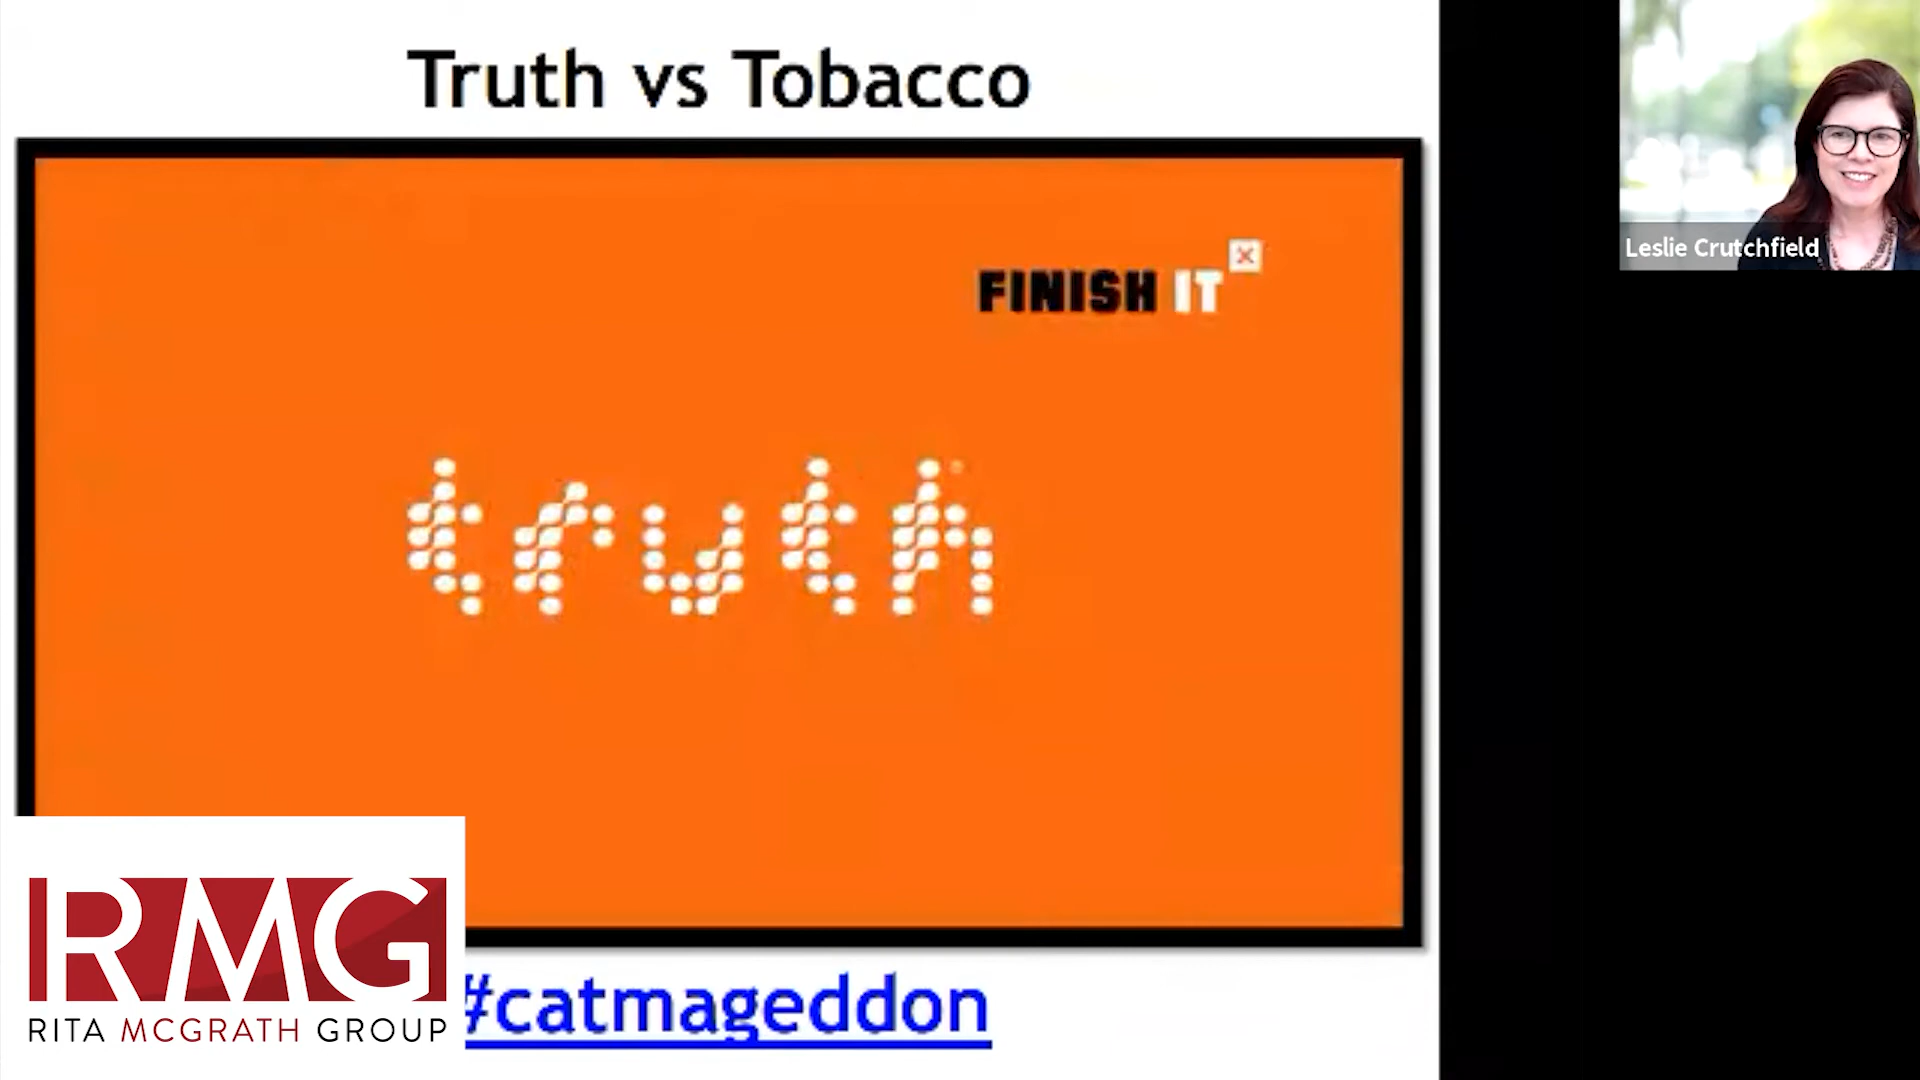 Truth vs Tobacco
FINISH IT
truth
Leslie Crutchfield
RMG
RITA MCGRATH GROUP
#catmageddon